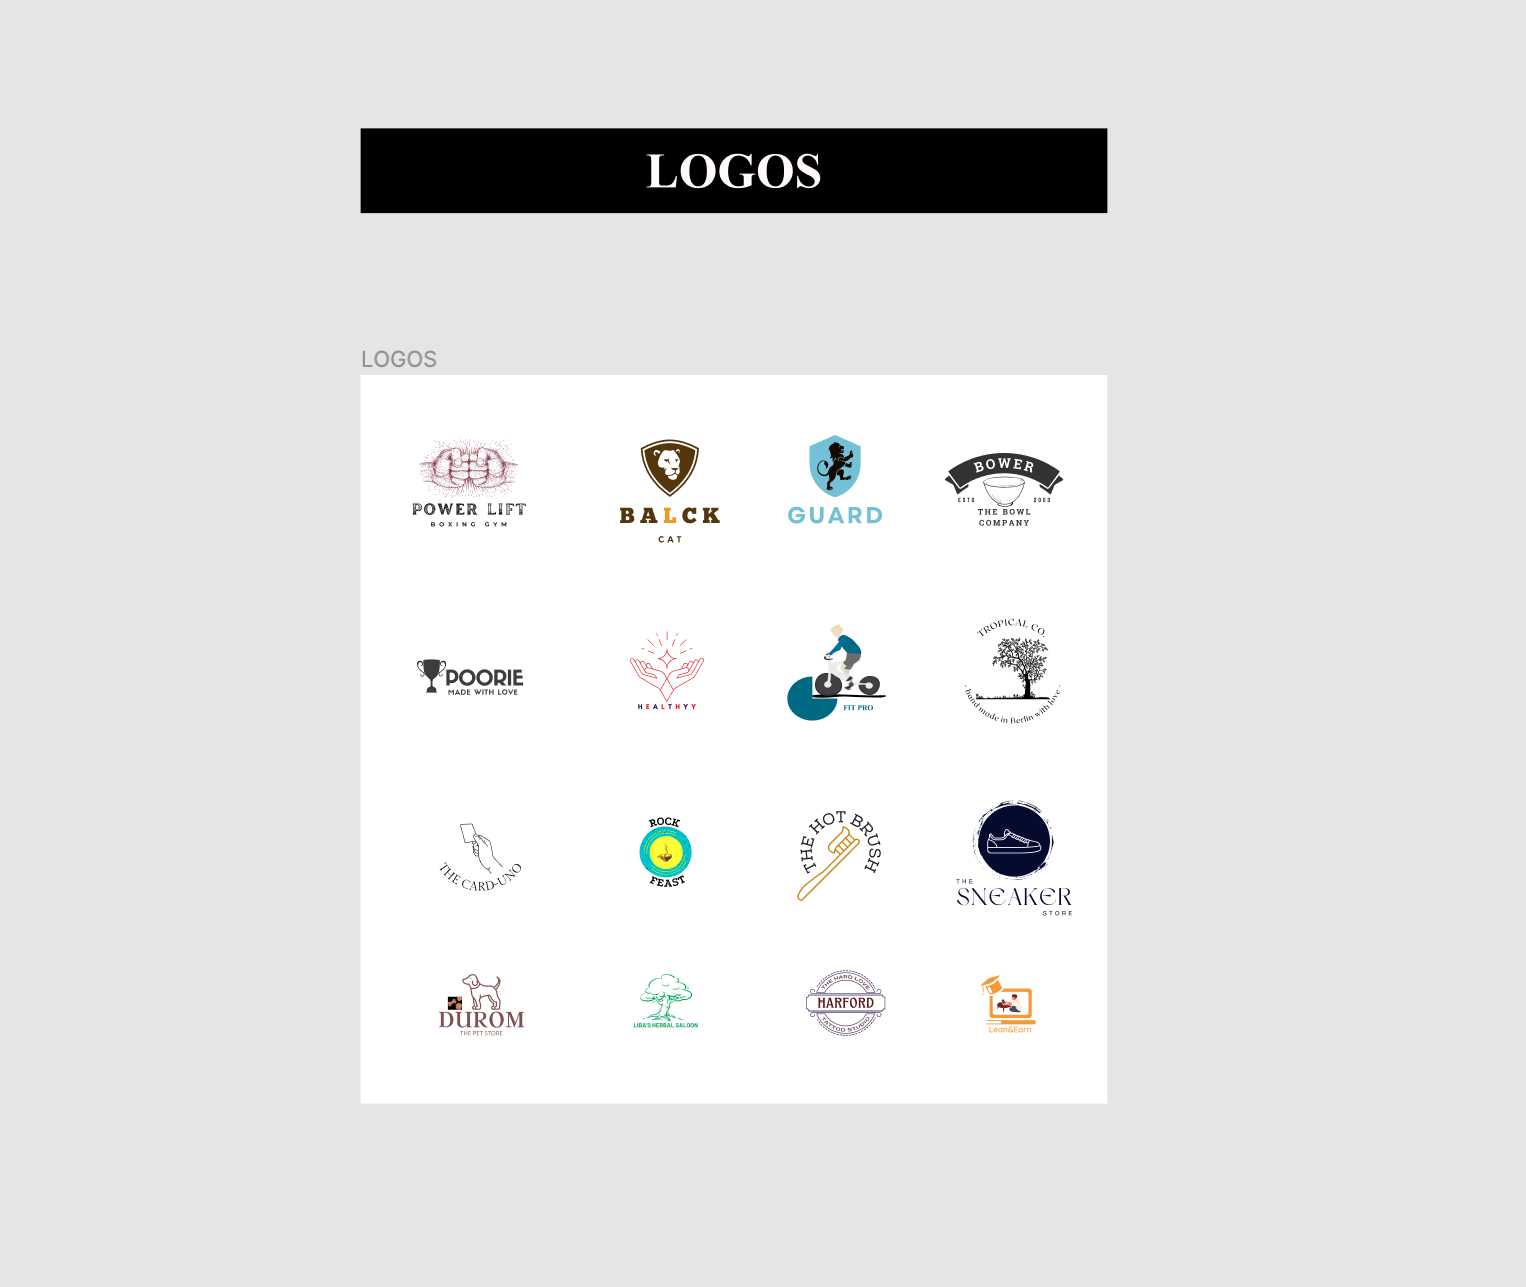 LOGOS
LOGOS
POWER LIFT
BOXING GYM
BALCK
CAT
GUARD
BOWER
ESTD 2000
THE BOWL
COMPANY
POORIE
MADE WITH LOVE
HEALTHYY
FIT PRO
TROPICAL CO.
- hand made in Berlin with love -
THE CARD-UNO
ROCK
FEAST
THE HOT BRUSH
THE
SNEAKER
STORE
DUROM
THE PET STORE
LIBA'S HERBAL SALOON
THE HARD LOVE
HARFORD
TATTOO STUDIO
Lean&Earn